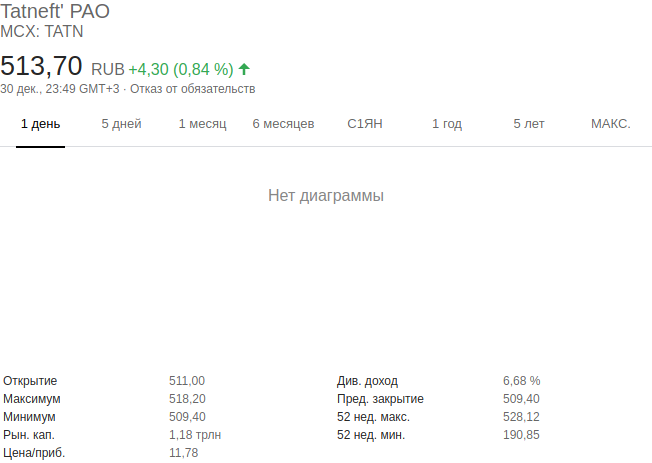 Tatneft' PAO
MCX: TATN
513,70 RUB +4,30 (0,84 %) ↑
30 дек., 23:49 GMT+3 · Отказ от обязательств
1 день 5 дней 1 месяц 6 месяцев С1ЯН 1 год 5 лет МАКС.
Нет диаграммы
Открытие 511,00 Див. доход 6,68 %
Максимум 518,20 Пред. закрытие 509,40
Минимум 509,40 52 нед. макс. 528,12
Рын. кап. 1,18 трлн 52 нед. мин. 190,85
Цена/приб. 11,78